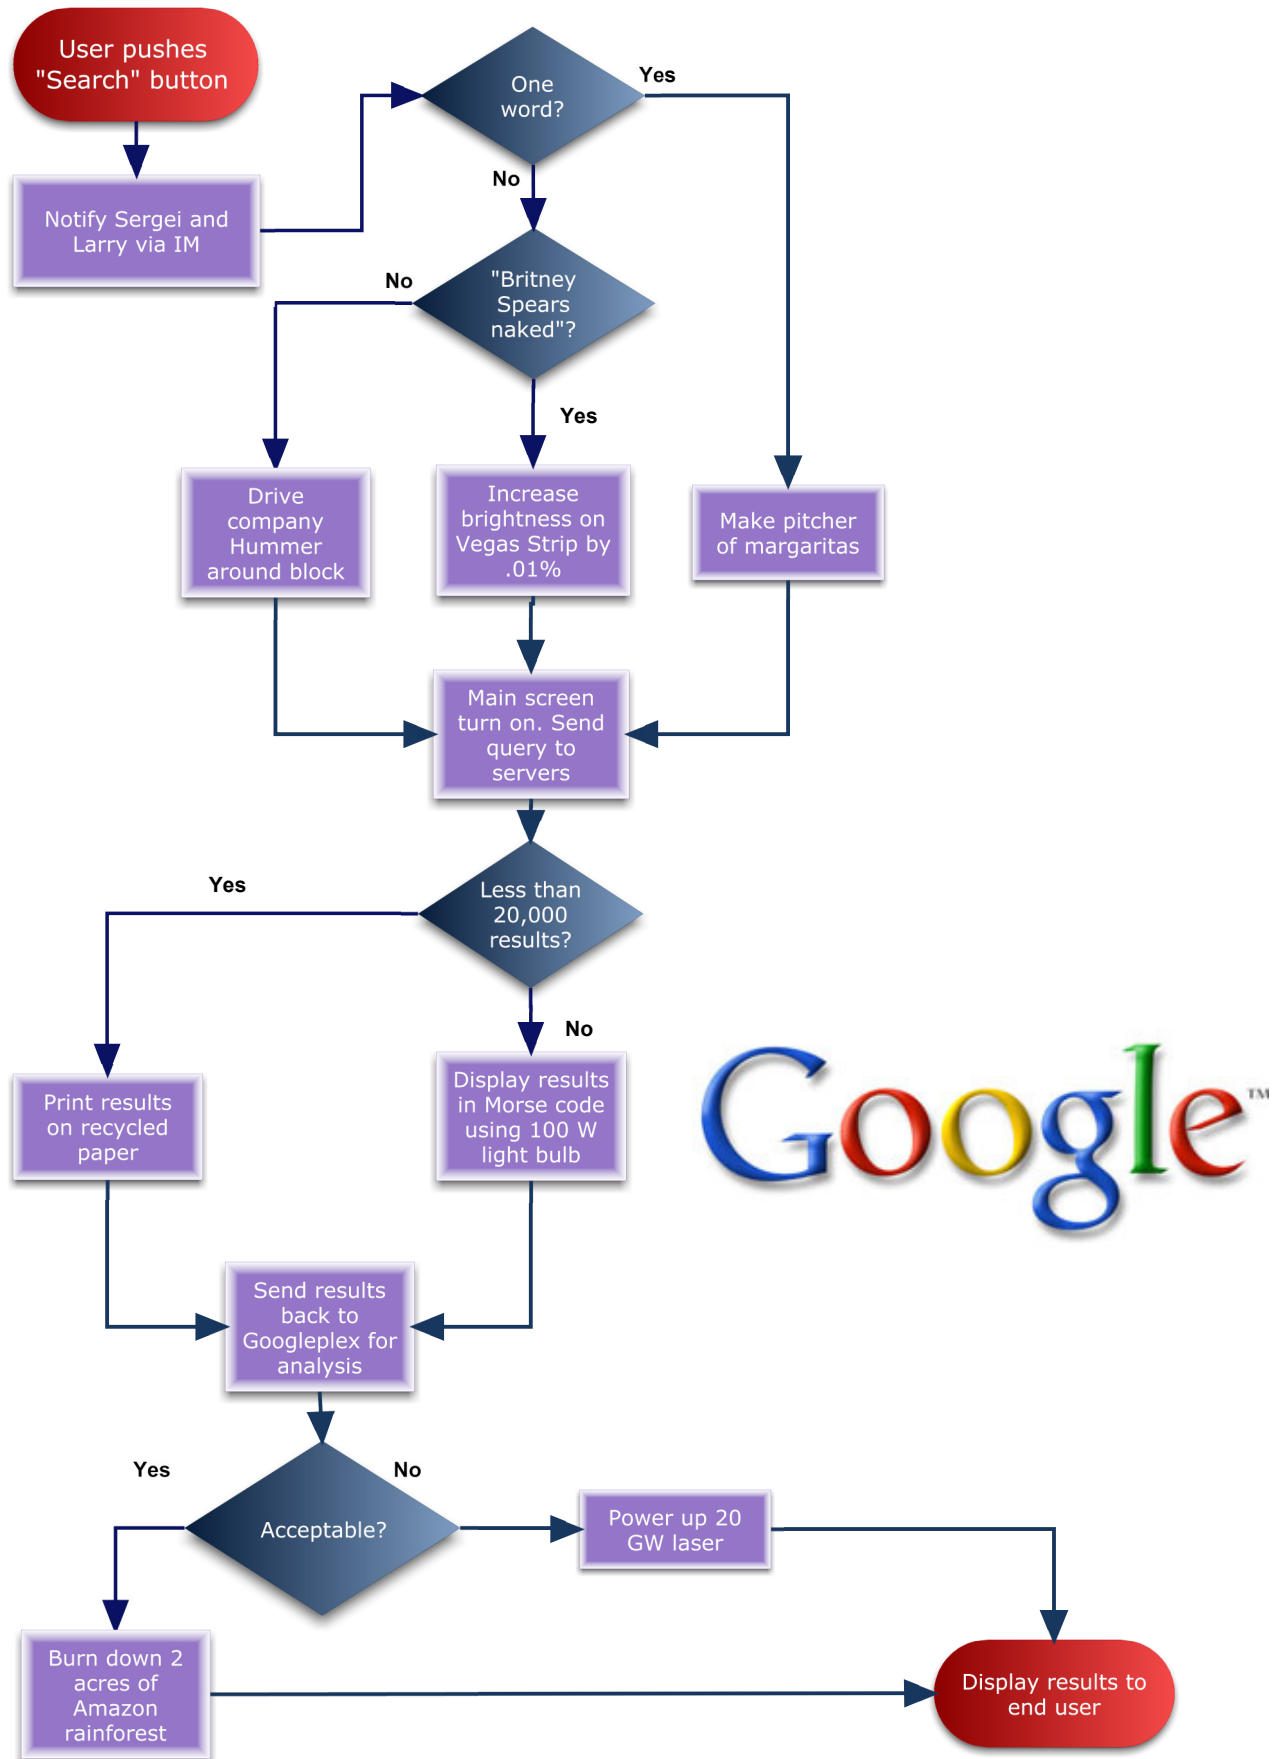 User pushes
"Search" button
One
word?
Yes
No
Notify Sergei and
Larry via IM
"Britney
Spears
naked"?
No
Yes
Drive
company
Hummer
around block
Increase
brightness on
Vegas Strip by
.01%
Make pitcher
of margaritas
Main screen
turn on. Send
query to
servers
Less than
20,000
results?
Yes
No
Print results
on recycled
paper
Display results
in Morse code
using 100 W
light bulb
Google™
Send results
back to
Googleplex for
analysis
Acceptable?
Yes
No
Power up 20
GW laser
Burn down 2
acres of
Amazon
rainforest
Display results to
end user